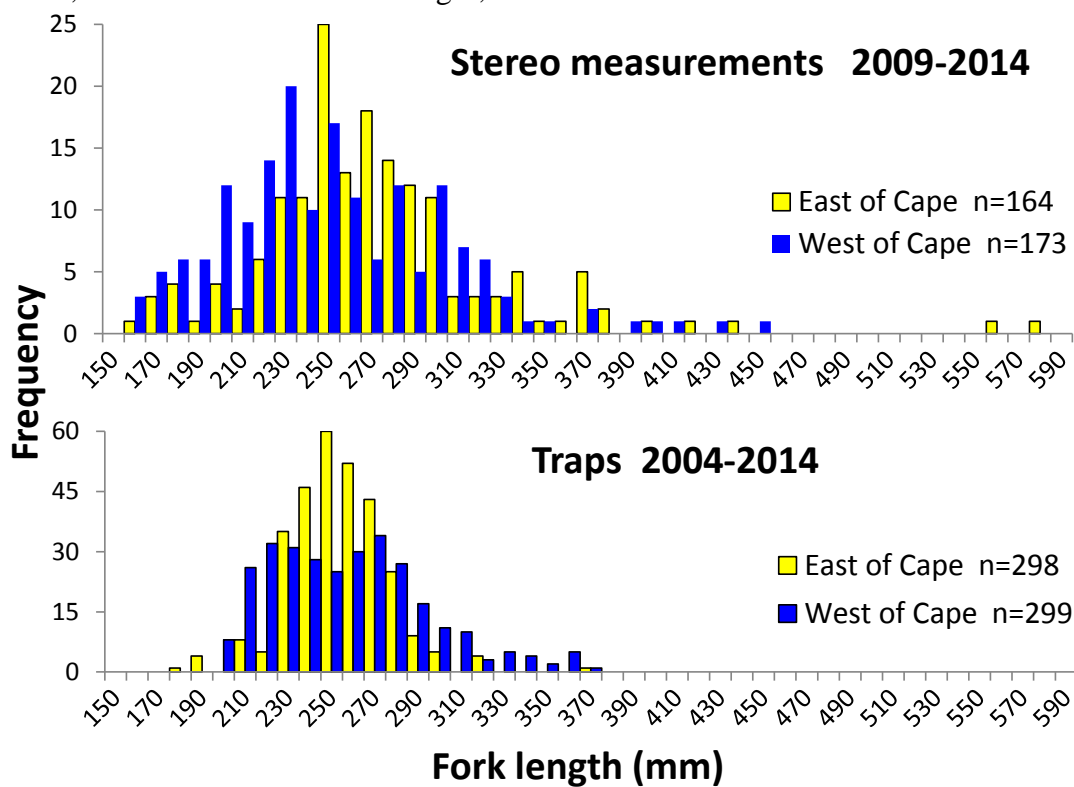 25
Stereo measurements 2009-2014
20
15
10
5
0
East of Cape n=164
West of Cape n=173
150 170 190 210 230 250 270 290 310 330 350 370 390 410 430 450 470 490 510 530 550 570 590
Frequency
60
Traps 2004-2014
45
30
15
0
East of Cape n=298
West of Cape n=299
150 170 190 210 230 250 270 290 310 330 350 370 390 410 430 450 470 490 510 530 550 570 590
Fork length (mm)